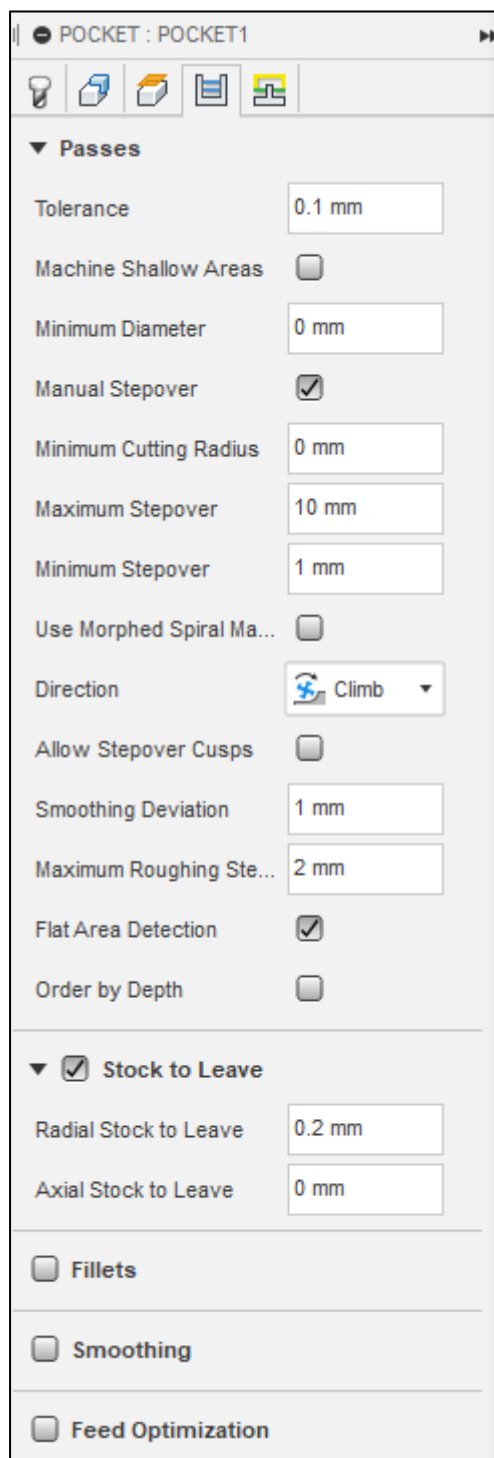 POCKET : POCKET1
Passes
Tolerance 0.1 mm
Machine Shallow Areas
Minimum Diameter 0 mm
Manual Stepover
Minimum Cutting Radius 0 mm
Maximum Stepover 10 mm
Minimum Stepover 1 mm
Use Morphed Spiral Ma...
Direction Climb
Allow Stepover Cusps
Smoothing Deviation 1 mm
Maximum Roughing Ste... 2 mm
Flat Area Detection
Order by Depth
Stock to Leave
Radial Stock to Leave 0.2 mm
Axial Stock to Leave 0 mm
Fillets
Smoothing
Feed Optimization